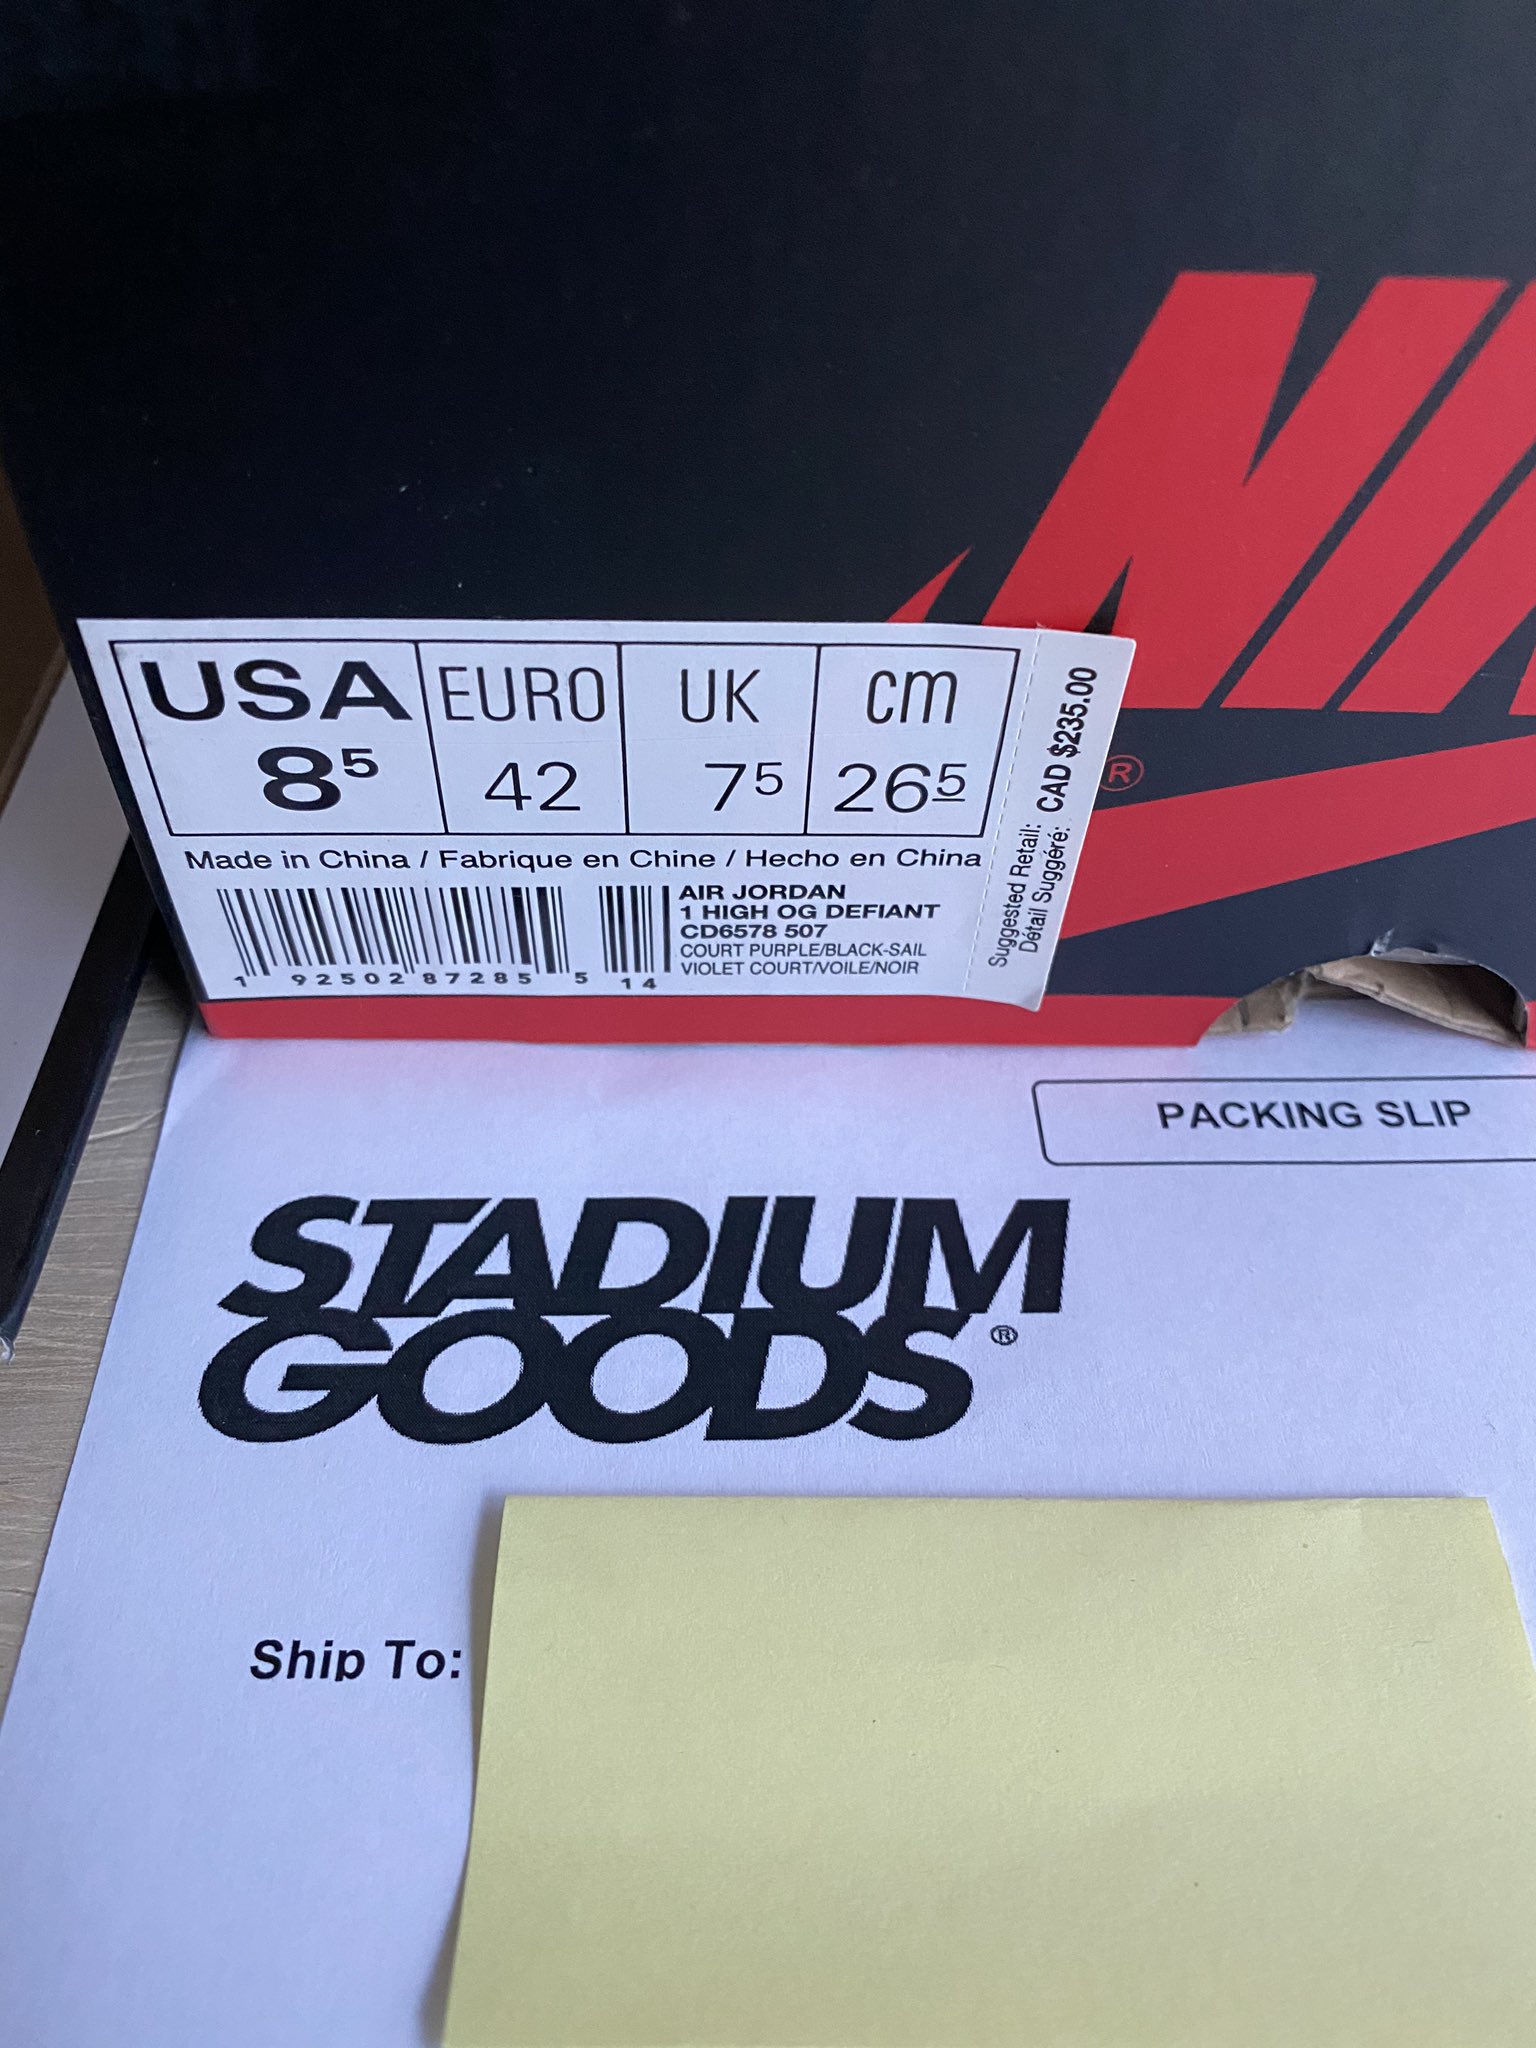 NIK
®
USA EURO UK cm
8⁵ 42 7⁵ 26⁵
Made in China / Fabrique en Chine / Hecho en China
AIR JORDAN
1 HIGH OG DEFIANT
CD6578 507
COURT PURPLE/BLACK-SAIL
VIOLET COURT/VOILE/NOIR
1 92502 87285 5 14
Suggested Retail: CAD $235.00
Détail Suggéré:
PACKING SLIP
STADIUM
GOODS®
Ship To: